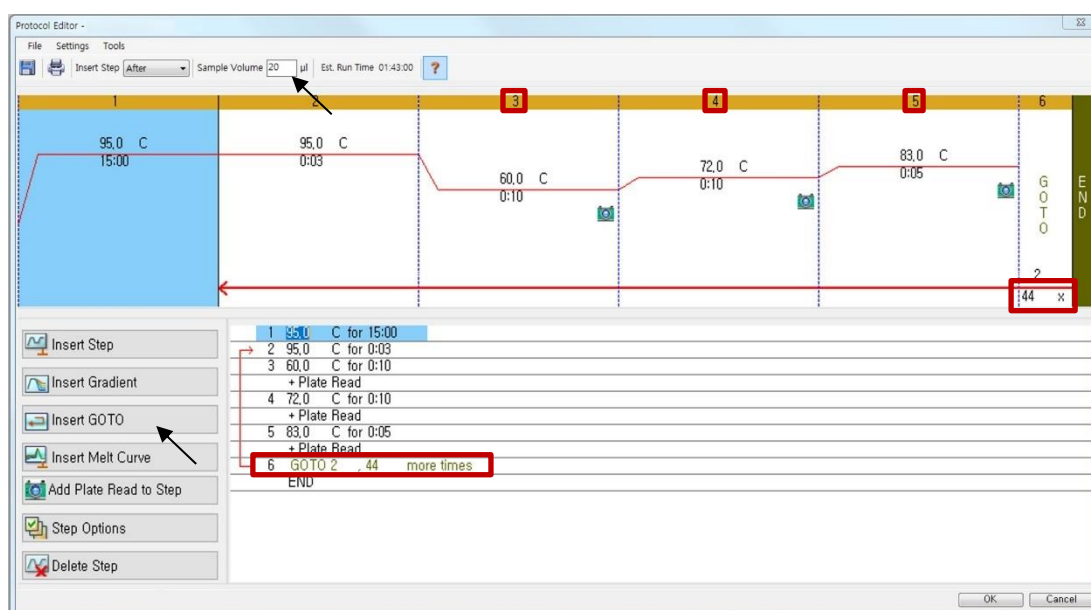 Protocol Editor -
File Settings Tools
Insert Step After Sample Volume 20 µl Est. Run Time 01:43:00 ?
1 2 3 4 5 6
95,0 C
15:00
95,0 C
0:03
60,0 C
0:10
72,0 C
0:10
83,0 C
0:05
GOTO
2
44 x
END
Insert Step
Insert Gradient
Insert GOTO
Insert Melt Curve
Add Plate Read to Step
Step Options
Delete Step
1 95,0 C for 15:00
2 95,0 C for 0:03
3 60,0 C for 0:10
+ Plate Read
4 72,0 C for 0:10
+ Plate Read
5 83,0 C for 0:05
+ Plate Read
6 GOTO 2 , 44 more times
END
OK Cancel